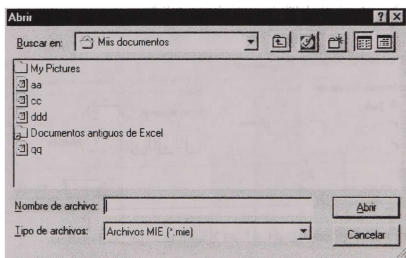 Abrir
Buscar en: Mis documentos
My Pictures
aa
cc
ddd
Documentos antiguos de Excel
qq
Nombre de archivo:
Abrir
Tipo de archivos: Archivos MIE (*.mie)
Cancelar